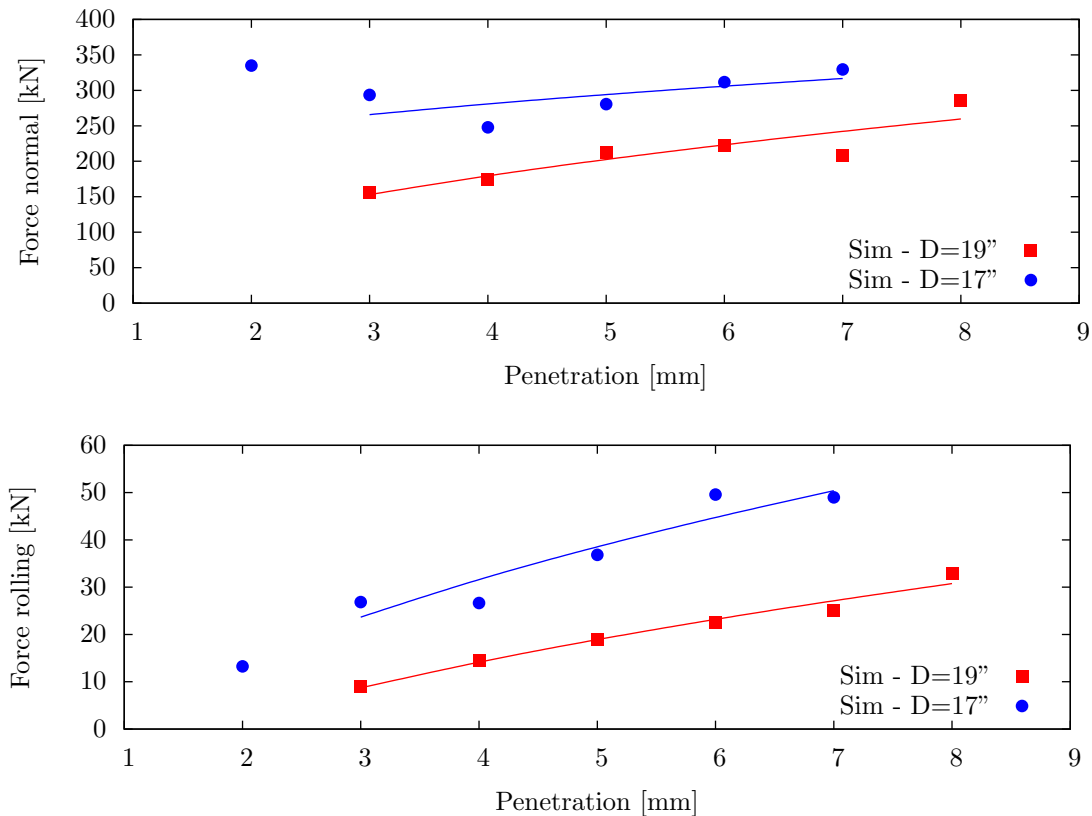 400
350
300
250
200
150
100
50
0
Force normal [kN]
Sim - D=19"
Sim - D=17"
1 2 3 4 5 6 7 8 9
Penetration [mm]
60
50
40
30
20
10
0
Force rolling [kN]
Sim - D=19"
Sim - D=17"
1 2 3 4 5 6 7 8 9
Penetration [mm]